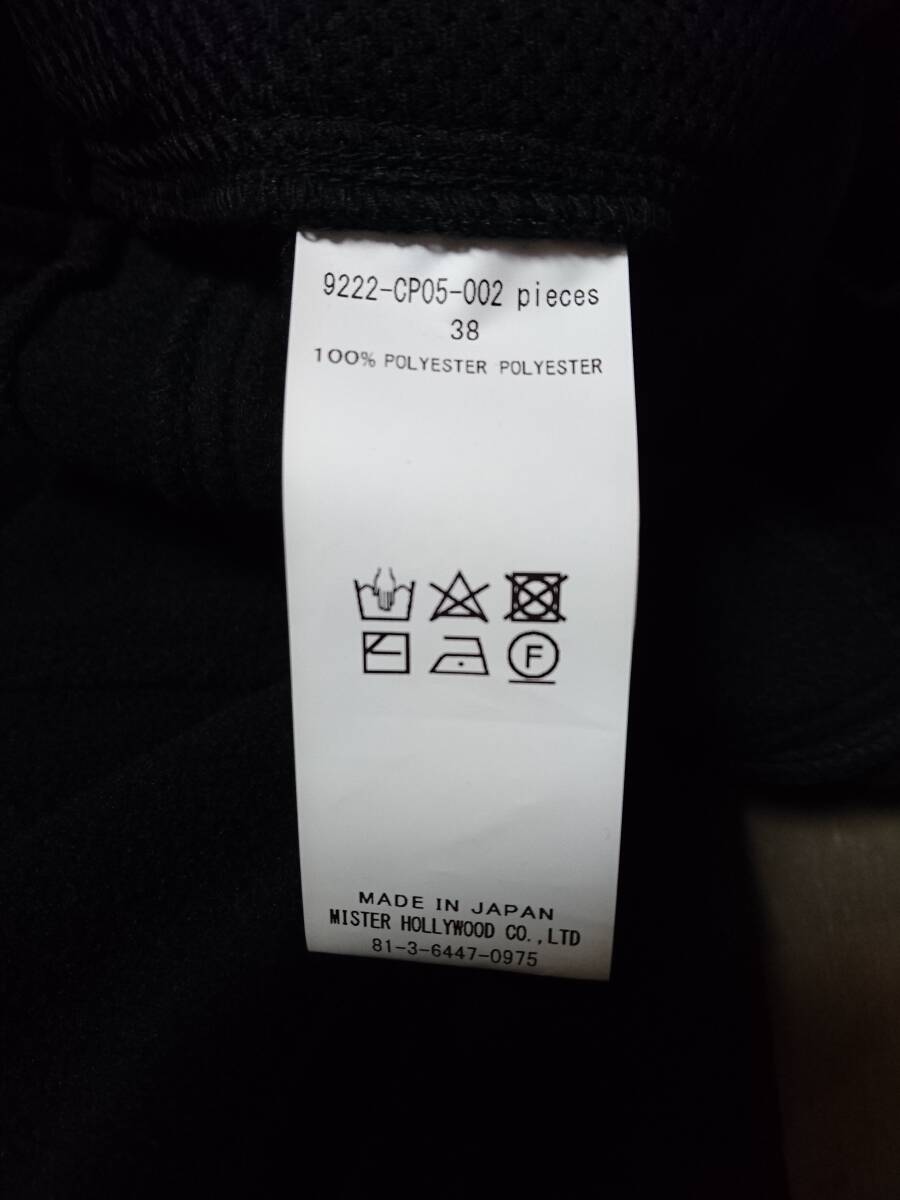 9222-CP05-002 pieces
38
100% POLYESTER POLYESTER
F
MADE IN JAPAN
MISTER HOLLYWOOD CO.,LTD
81-3-6447-0975